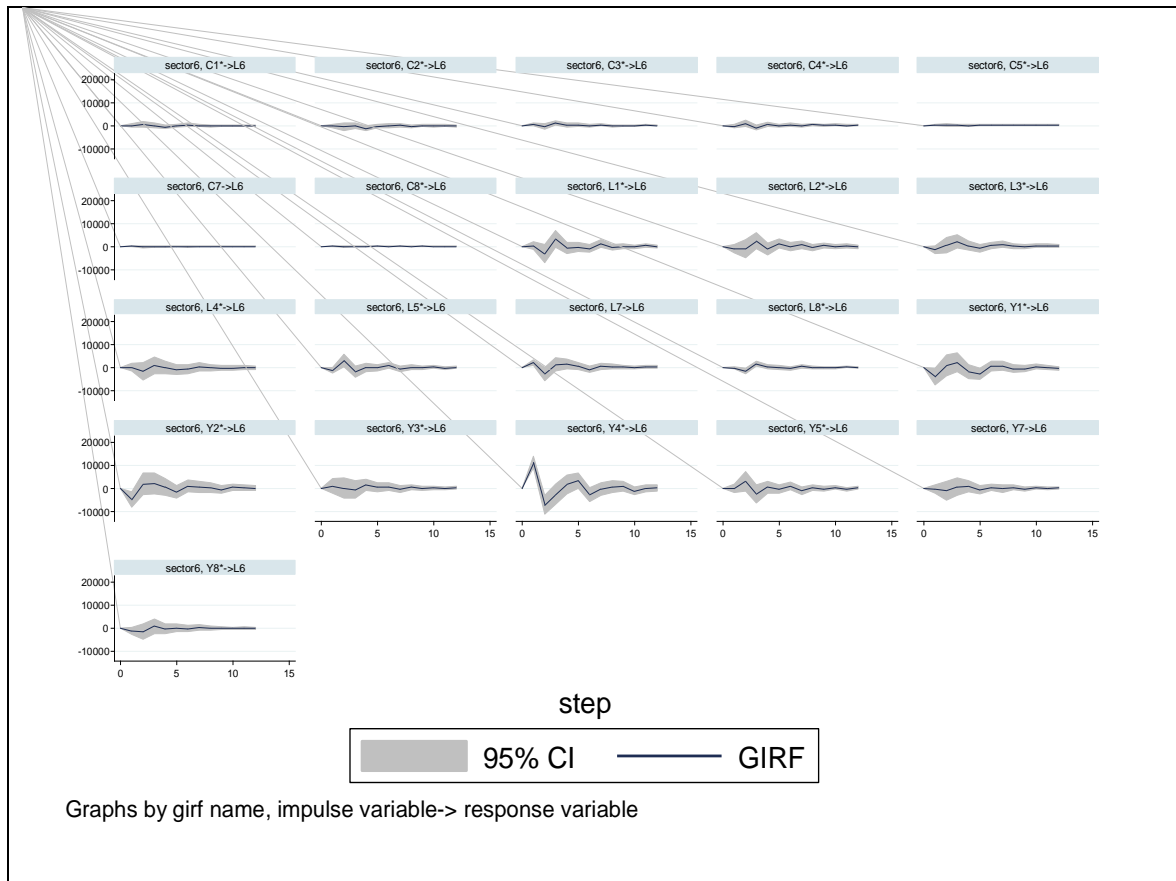 sector6, C1*->L6 sector6, C2*->L6 sector6, C3*->L6 sector6, C4*->L6 sector6, C5*->L6
20000
10000
0
-10000
sector6, C7->L6 sector6, C8*->L6 sector6, L1*->L6 sector6, L2*->L6 sector6, L3*->L6
20000
10000
0
-10000
sector6, L4*->L6 sector6, L5*->L6 sector6, L7->L6 sector6, L8*->L6 sector6, Y1*->L6
20000
10000
0
-10000
sector6, Y2*->L6 sector6, Y3*->L6 sector6, Y4*->L6 sector6, Y5*->L6 sector6, Y7->L6
20000
10000
0
-10000
0 5 10 15 0 5 10 15 0 5 10 15 0 5 10 15
sector6, Y8*->L6
20000
10000
0
-10000
0 5 10 15
step
95% CI GIRF
Graphs by girf name, impulse variable-> response variable